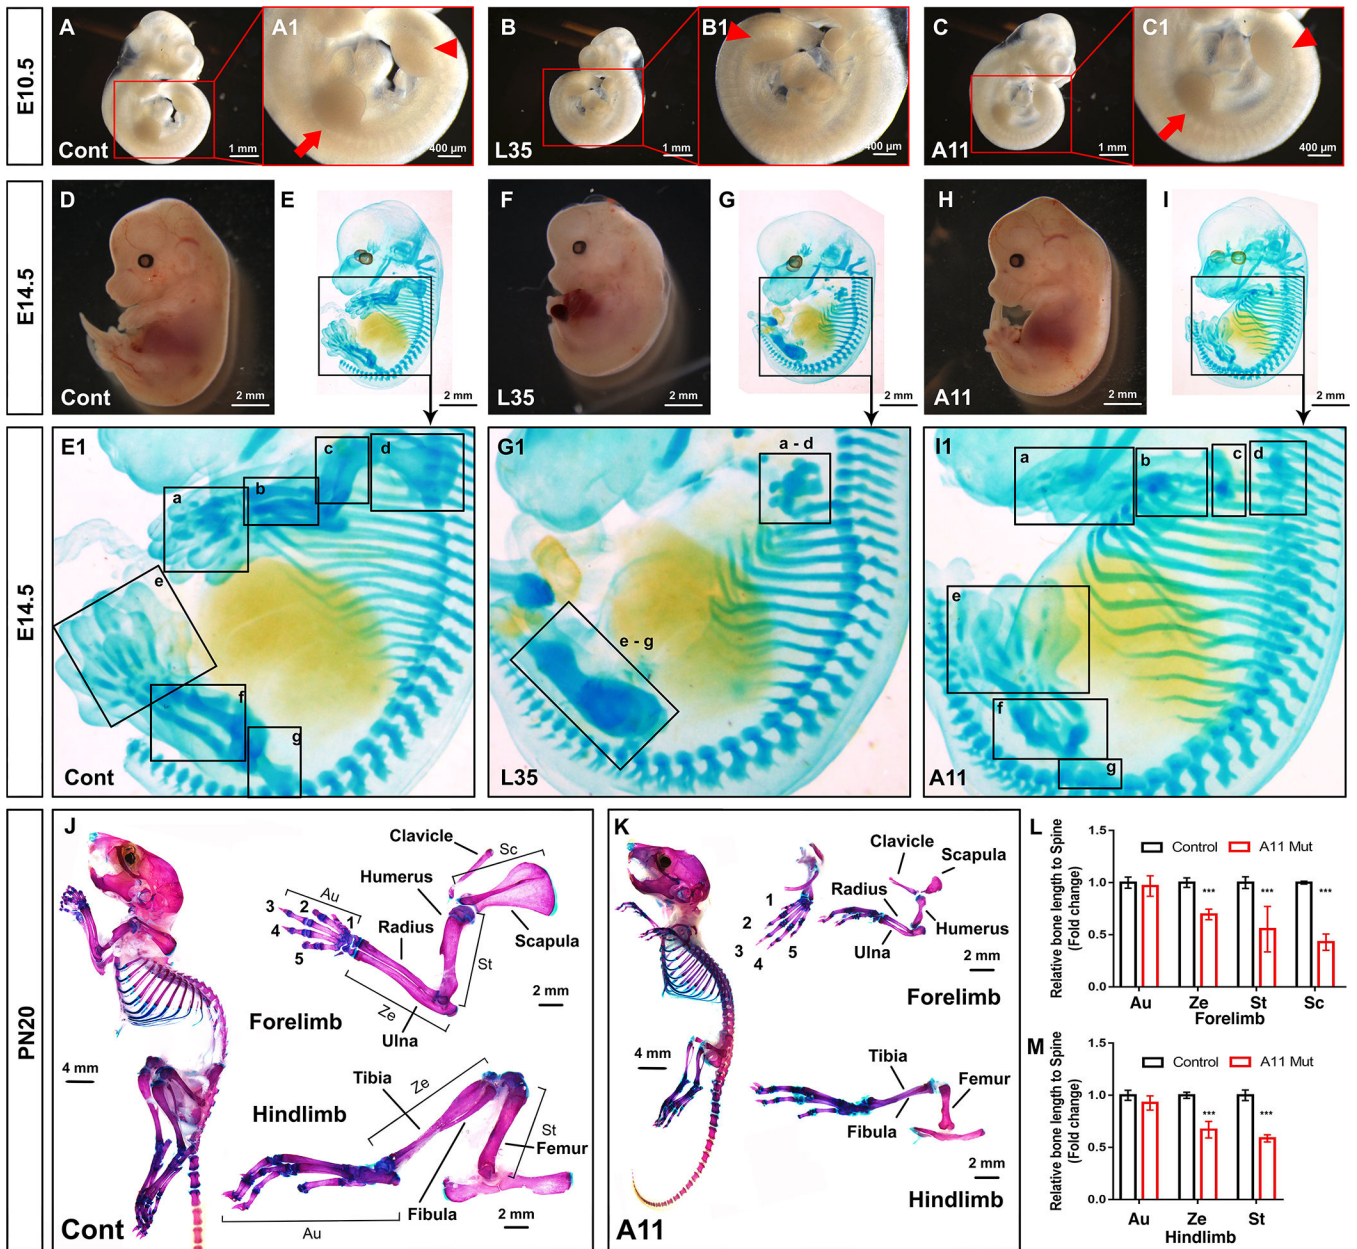 E10.5
A
Cont
1 mm
A1
400 µm
B
L35
1 mm
B1
400 µm
C
A11
1 mm
C1
400 µm
E14.5
D
Cont
2 mm
E
2 mm
F
L35
2 mm
G
2 mm
H
A11
2 mm
I
2 mm
E14.5
E1
a
b
c
d
e
f
g
Cont
G1
a - d
e - g
L35
I1
a
b
c
d
e
f
g
A11
PN20
J
Clavicle
Sc
Humerus
Au
3
2
1
4
5
Radius
Scapula
St
2 mm
Ze
Forelimb
Ulna
4 mm
Tibia
Ze
Hindlimb
St
Femur
Fibula
2 mm
Au
Cont
K
Clavicle
Scapula
Radius
1
2
3
4
5
Humerus
Ulna
2 mm
Forelimb
4 mm
Tibia
Femur
Fibula
2 mm
Hindlimb
A11
L
Relative bone length to Spine
(Fold change)
1.5
1.0
0.5
0.0
Control
A11 Mut
***
***
***
Au
Ze
St
Sc
Forelimb
M
Relative bone length to Spine
(Fold change)
1.5
1.0
0.5
0.0
Control
A11 Mut
***
***
Au
Ze
St
Hindlimb